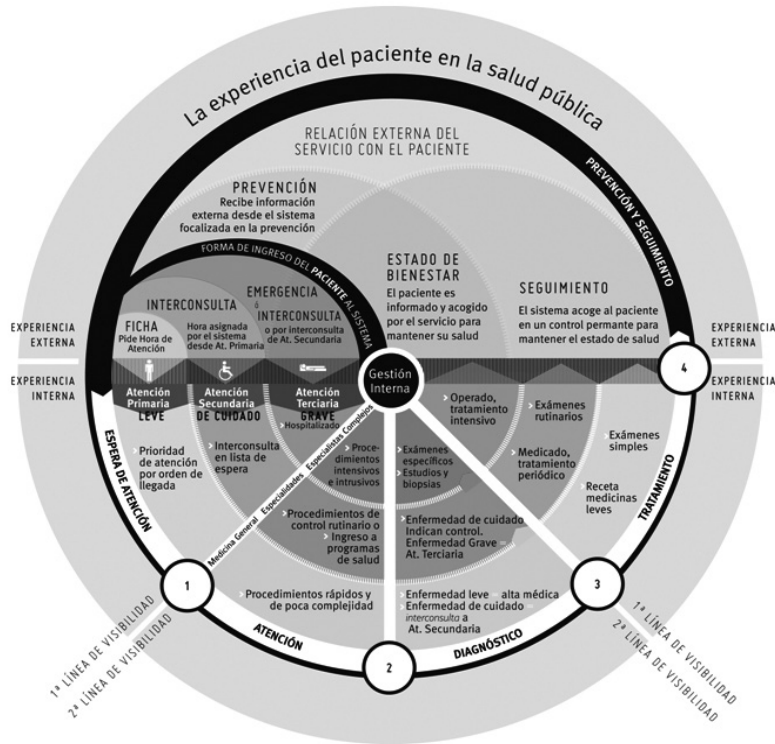 La experiencia del paciente en la salud pública
RELACIÓN EXTERNA DEL
SERVICIO CON EL PACIENTE
PREVENCIÓN Y SEGUIMIENTO
PREVENCIÓN
Recibe información
externa desde el sistema
focalizada en la prevención
FORMA DE INGRESO DEL PACIENTE AL SISTEMA
ESTADO DE
BIENESTAR
El paciente es
informado y acogido
por el servicio para
mantener su salud
SEGUIMIENTO
El sistema acoge al paciente
en un control permante para
mantener el estado de salud
EMERGENCIA
ó
INTERCONSULTA
o por interconsulta
de At. Secundaria
INTERCONSULTA
Hora asignada
por el sistema
desde At. Primaria
FICHA
Pide Hora de
Atención
EXPERIENCIA
EXTERNA
EXPERIENCIA
INTERNA
EXPERIENCIA
EXTERNA
EXPERIENCIA
INTERNA
Gestión
Interna
4
Atención
Primaria
LEVE
Atención
Secundaria
DE CUIDADO
Atención
Terciaria
GRAVE
> Hospitalizado
> Prioridad
de atención
por orden de
llegada
> Interconsulta
en lista de
espera
> Proce-
dimientos
intensivos
e intrusivos
> Exámenes
específicos
> Estudios y
biopsias
> Operado,
tratamiento
intensivo
> Exámenes
rutinarios
> Medicado,
tratamiento
periódico
> Exámenes
simples
> Receta
medicinas
leves
ESPERA DE ATENCIÓN
Medicina General
Especialidades
Especialistas Complejos
> Procedimientos de
control rutinario o
> Ingreso a
programas
de salud
> Enfermedad de cuidado
Indican control.
Enfermedad Grave =
At. Terciaria
TRATAMIENTO
1
> Procedimientos rápidos y
de poca complejidad
> Enfermedad leve = alta médica
> Enfermedad de cuidado =
interconsulta a
At. Secundaria
3
ATENCIÓN
2
DIAGNÓSTICO
1ª LÍNEA DE VISIBILIDAD
2ª LÍNEA DE VISIBILIDAD
1ª LÍNEA DE VISIBILIDAD
2ª LÍNEA DE VISIBILIDAD